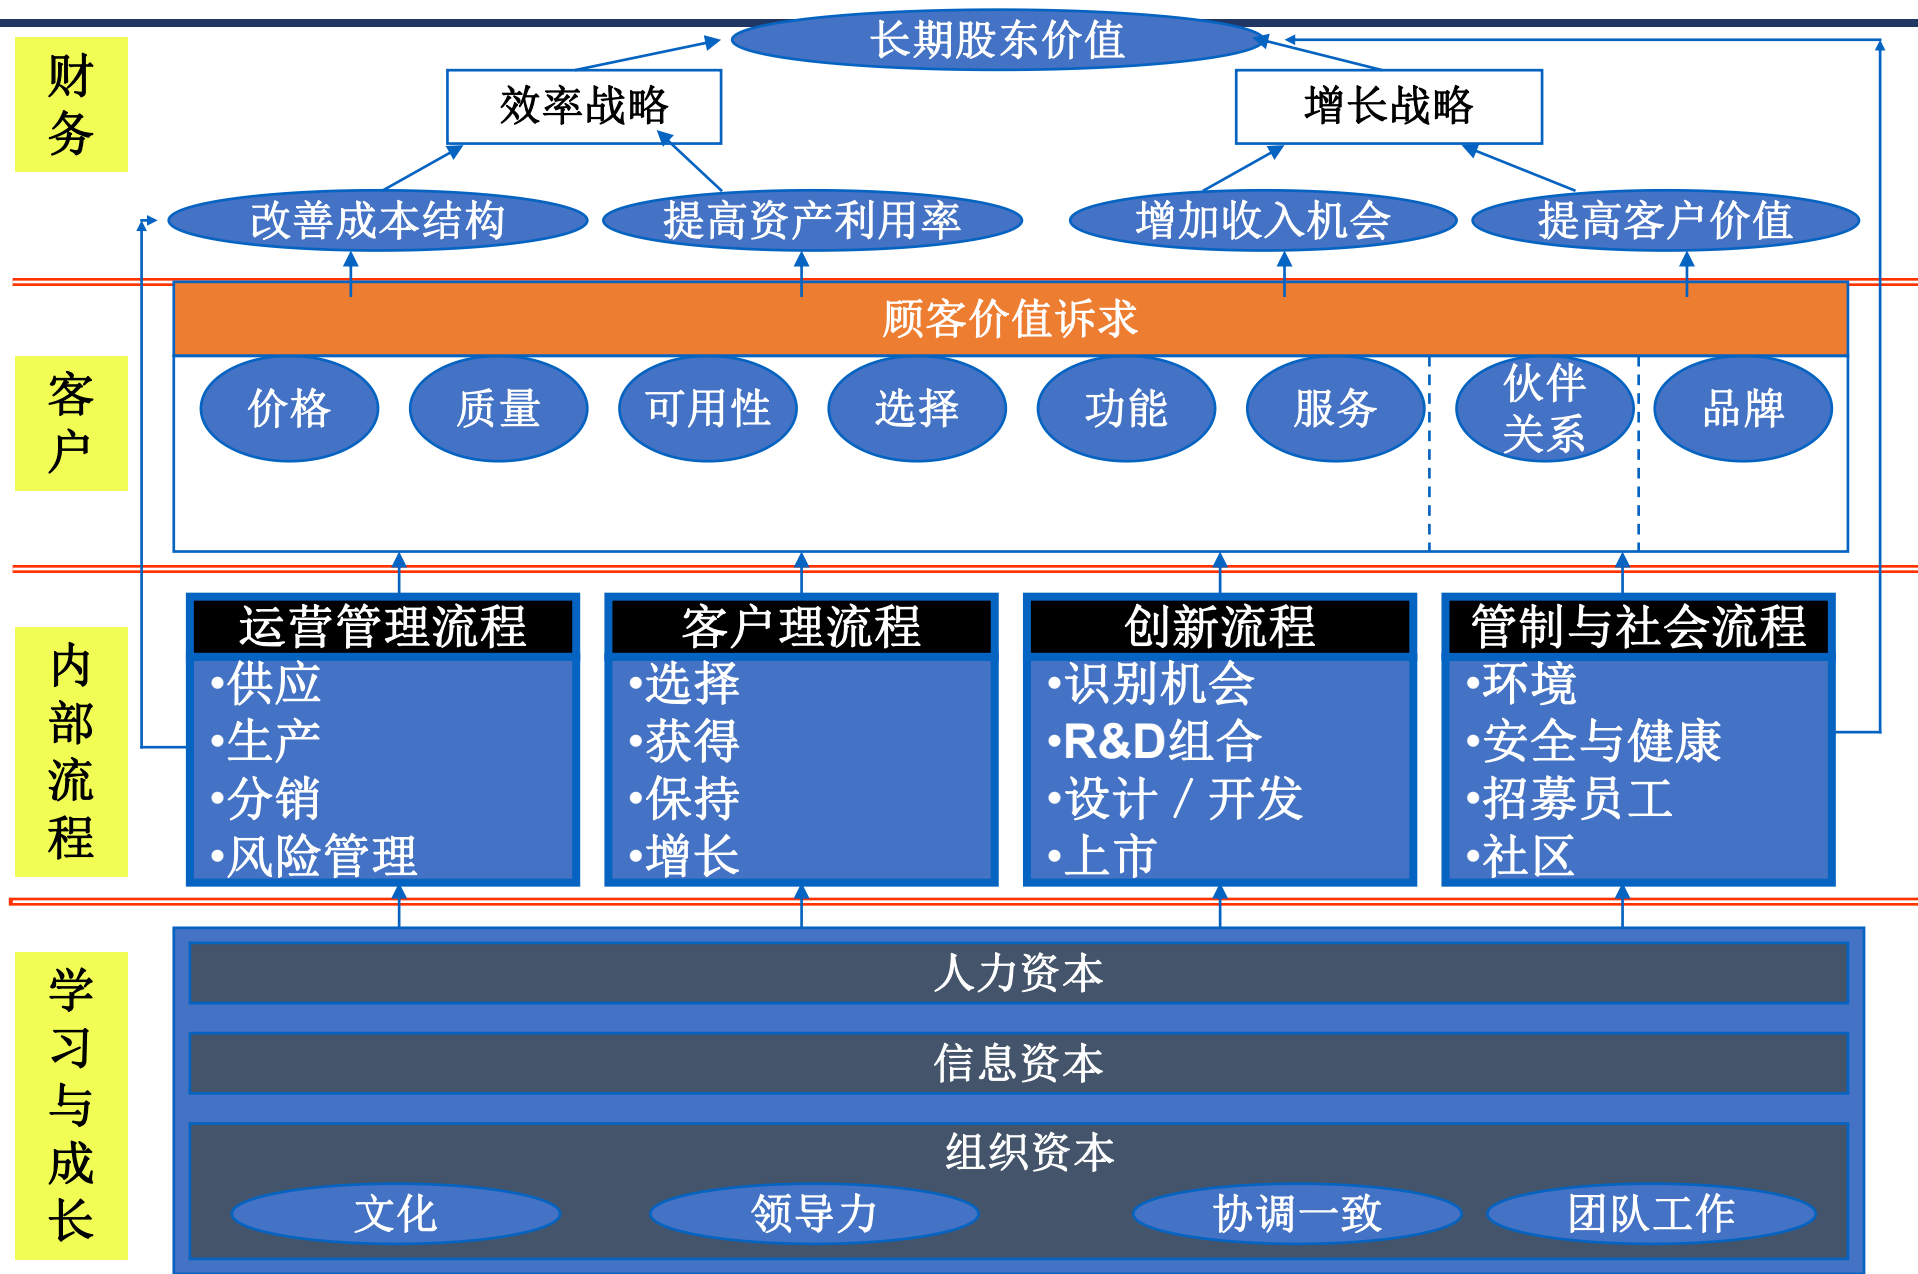 长期股东价值
财
务
效率战略
增长战略
改善成本结构
提高资产利用率
增加收入机会
提高客户价值
顾客价值诉求
客
户
价格
质量
可用性
选择
功能
服务
伙伴
关系
品牌
内
部
流
程
运营管理流程
•供应
•生产
•分销
•风险管理
客户理流程
•选择
•获得
•保持
•增长
创新流程
•识别机会
•R&D组合
•设计／开发
•上市
管制与社会流程
•环境
•安全与健康
•招募员工
•社区
学
习
与
成
长
人力资本
信息资本
组织资本
文化
领导力
协调一致
团队工作